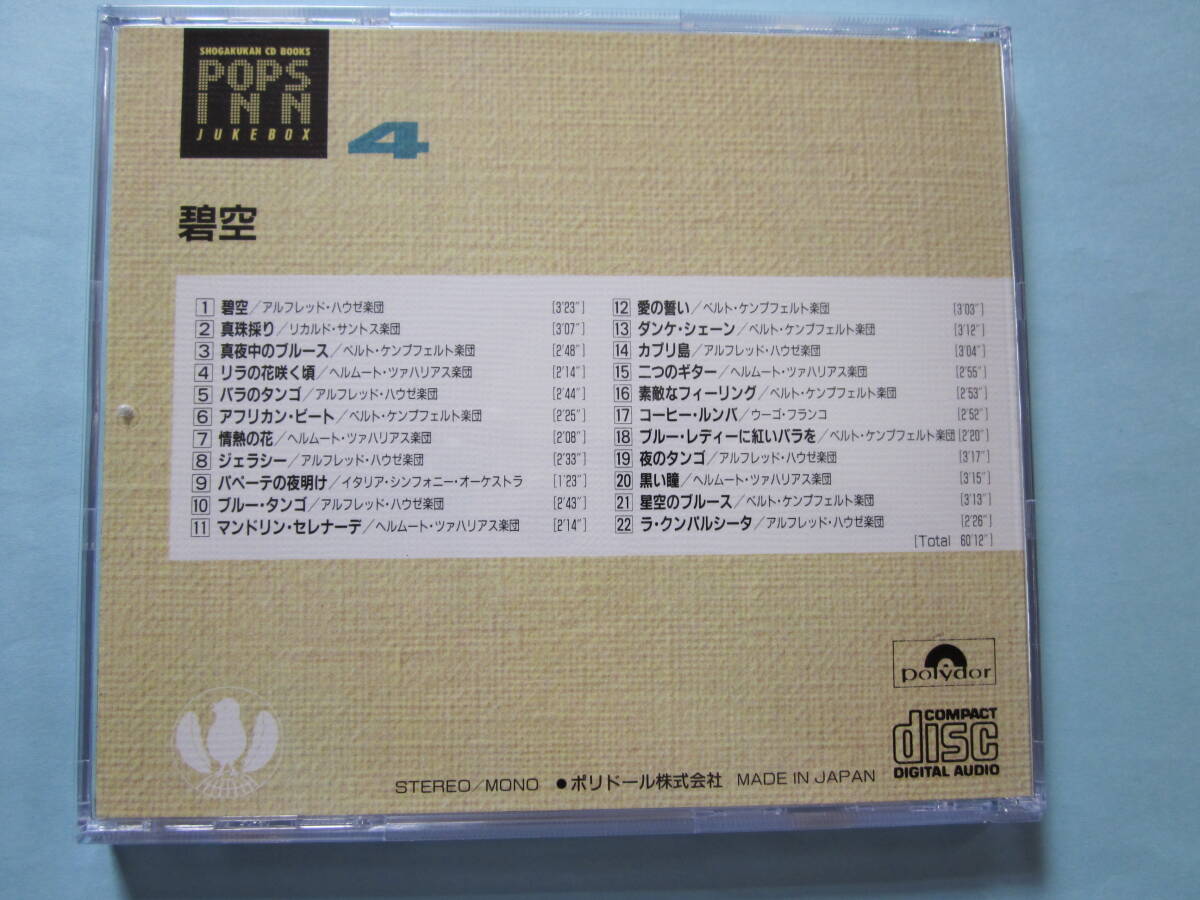 SHOGAKUKAN CD BOOKS
POPS
INN
JUKEBOX
4
碧空
1 碧空／アルフレッド・ハウゼ楽団 [3'23"]
2 真珠採り／リカルド・サントス楽団 [3'07"]
3 真夜中のブルース／ベルト・ケンプフェルト楽団 [2'48"]
4 リラの花咲く頃／ヘルムート・ツァハリアス楽団 [2'14"]
5 バラのタンゴ／アルフレッド・ハウゼ楽団 [2'44"]
6 アフリカン・ビート／ベルト・ケンプフェルト楽団 [2'25"]
7 情熱の花／ヘルムート・ツァハリアス楽団 [2'08"]
8 ジェラシー／アルフレッド・ハウゼ楽団 [2'33"]
9 パペーテの夜明け／イタリア・シンフォニー・オーケストラ [1'23"]
10 ブルー・タンゴ／アルフレッド・ハウゼ楽団 [2'43"]
11 マンドリン・セレナーデ／ヘルムート・ツァハリアス楽団 [2'14"]
12 愛の誓い／ベルト・ケンプフェルト楽団 [3'03"]
13 ダンケ・シェーン／ベルト・ケンプフェルト楽団 [3'12"]
14 カプリ島／アルフレッド・ハウゼ楽団 [3'04"]
15 二つのギター／ヘルムート・ツァハリアス楽団 [2'55"]
16 素敵なフィーリング／ベルト・ケンプフェルト楽団 [2'53"]
17 コーヒー・ルンバ／ウーゴ・フランコ [2'52"]
18 ブルー・レディーに紅いバラを／ベルト・ケンプフェルト楽団 [2'20"]
19 夜のタンゴ／アルフレッド・ハウゼ楽団 [3'17"]
20 黒い瞳／ヘルムート・ツァハリアス楽団 [3'15"]
21 星空のブルース／ベルト・ケンプフェルト楽団 [3'13"]
22 ラ・クンパルシータ／アルフレッド・ハウゼ楽団 [2'26"]
[Total 60'12"]
polydor
COMPACT
disc
DIGITAL AUDIO
STEREO／MONO ●ポリドール株式会社 MADE IN JAPAN